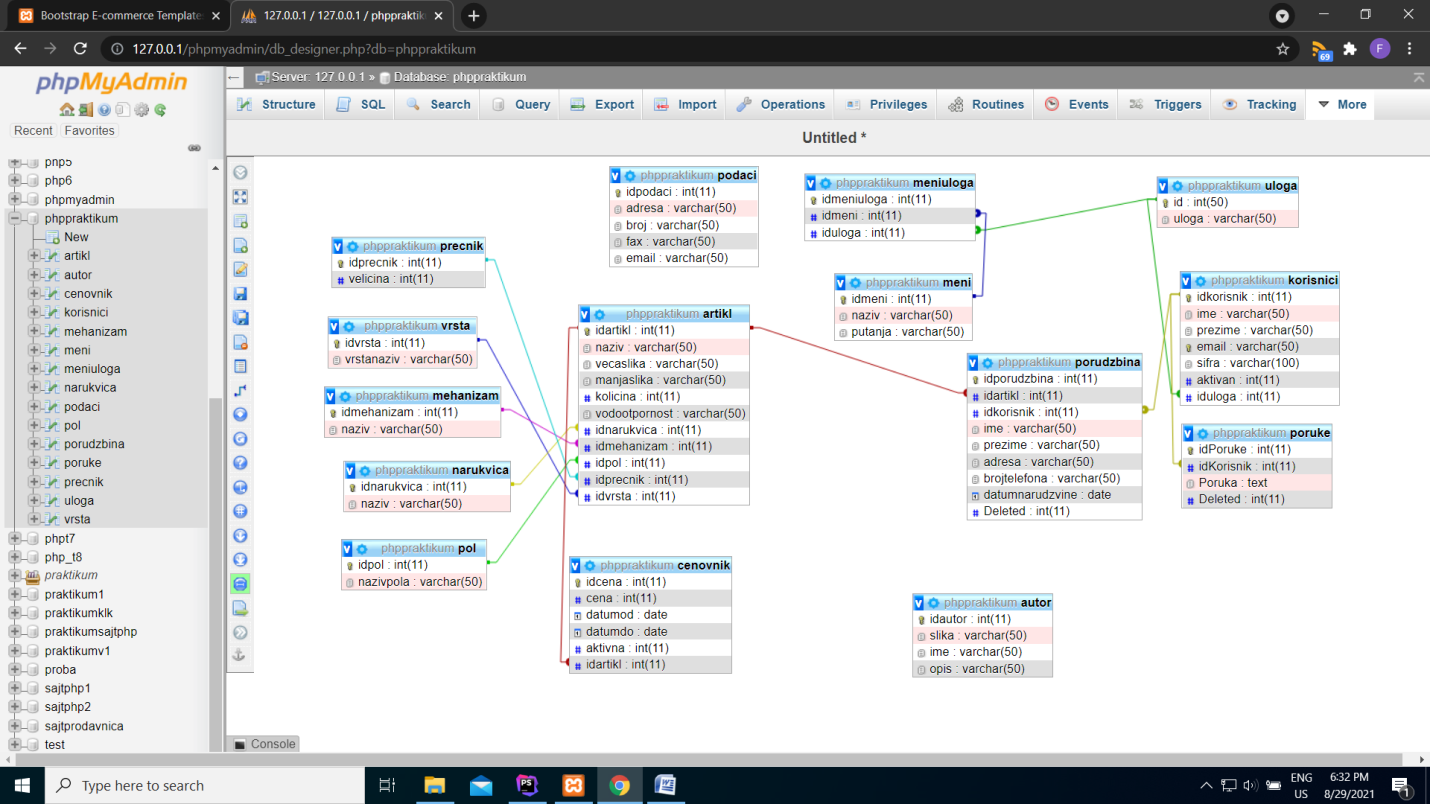 Bootstrap E-commerce Template
127.0.0.1 / 127.0.0.1 / phppraktik
127.0.0.1/phpmyadmin/db_designer.php?db=phppraktikum
69
F
phpMyAdmin
Recent
Favorites
php5
php6
phpmyadmin
phppraktikum
New
artikl
autor
cenovnik
korisnici
mehanizam
meni
meniuloga
narukvica
podaci
pol
porudzbina
poruke
precnik
uloga
vrsta
phpt7
php_t8
praktikum
praktikum1
praktikumklk
praktikumsajtphp
praktikumv1
proba
sajtphp1
sajtphp2
sajtprodavnica
test
Server: 127.0.0.1 » Database: phppraktikum
Structure
SQL
Search
Query
Export
Import
Operations
Privileges
Routines
Events
Triggers
Tracking
More
Untitled *
phppraktikum podaci
idpodaci : int(11)
adresa : varchar(50)
broj : varchar(50)
fax : varchar(50)
email : varchar(50)
phppraktikum meniuloga
idmeniuloga : int(11)
idmeni : int(11)
iduloga : int(11)
phppraktikum uloga
id : int(50)
uloga : varchar(50)
phppraktikum precnik
idprecnik : int(11)
velicina : int(11)
phppraktikum meni
idmeni : int(11)
naziv : varchar(50)
putanja : varchar(50)
phppraktikum korisnici
idkorisnik : int(11)
ime : varchar(50)
prezime : varchar(50)
email : varchar(50)
sifra : varchar(100)
aktivan : int(11)
iduloga : int(11)
phppraktikum vrsta
idvrsta : int(11)
vrstanaziv : varchar(50)
phppraktikum artikl
idartikl : int(11)
naziv : varchar(50)
vecaslika : varchar(50)
manjaslika : varchar(50)
kolicina : int(11)
vodootpornost : varchar(50)
idnarukvica : int(11)
idmehanizam : int(11)
idpol : int(11)
idprecnik : int(11)
idvrsta : int(11)
phppraktikum porudzbina
idporudzbina : int(11)
idartikl : int(11)
idkorisnik : int(11)
ime : varchar(50)
prezime : varchar(50)
adresa : varchar(50)
brojtelefona : varchar(50)
datumnarudzvine : date
Deleted : int(11)
phppraktikum mehanizam
idmehanizam : int(11)
naziv : varchar(50)
phppraktikum poruke
idPoruke : int(11)
idKorisnik : int(11)
Poruka : text
Deleted : int(11)
phppraktikum narukvica
idnarukvica : int(11)
naziv : varchar(50)
phppraktikum pol
idpol : int(11)
nazivpola : varchar(50)
phppraktikum cenovnik
idcena : int(11)
cena : int(11)
datumod : date
datumdo : date
aktivna : int(11)
idartikl : int(11)
phppraktikum autor
idautor : int(11)
slika : varchar(50)
ime : varchar(50)
opis : varchar(50)
Console
Type here to search
ENG
US
6:32 PM
8/29/2021
1